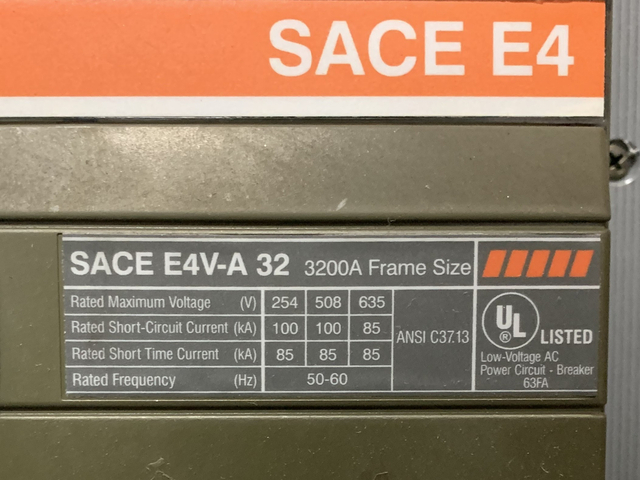 SACE E4
SACE E4V-A 32 3200A Frame Size
Rated Maximum Voltage (V) 254 508 635
Rated Short-Circuit Current (kA) 100 100 85
Rated Short Time Current (kA) 85 85 85
Rated Frequency (Hz) 50-60
ANSI C37.13
UL
® LISTED
Low-Voltage AC
Power Circuit - Breaker
63FA